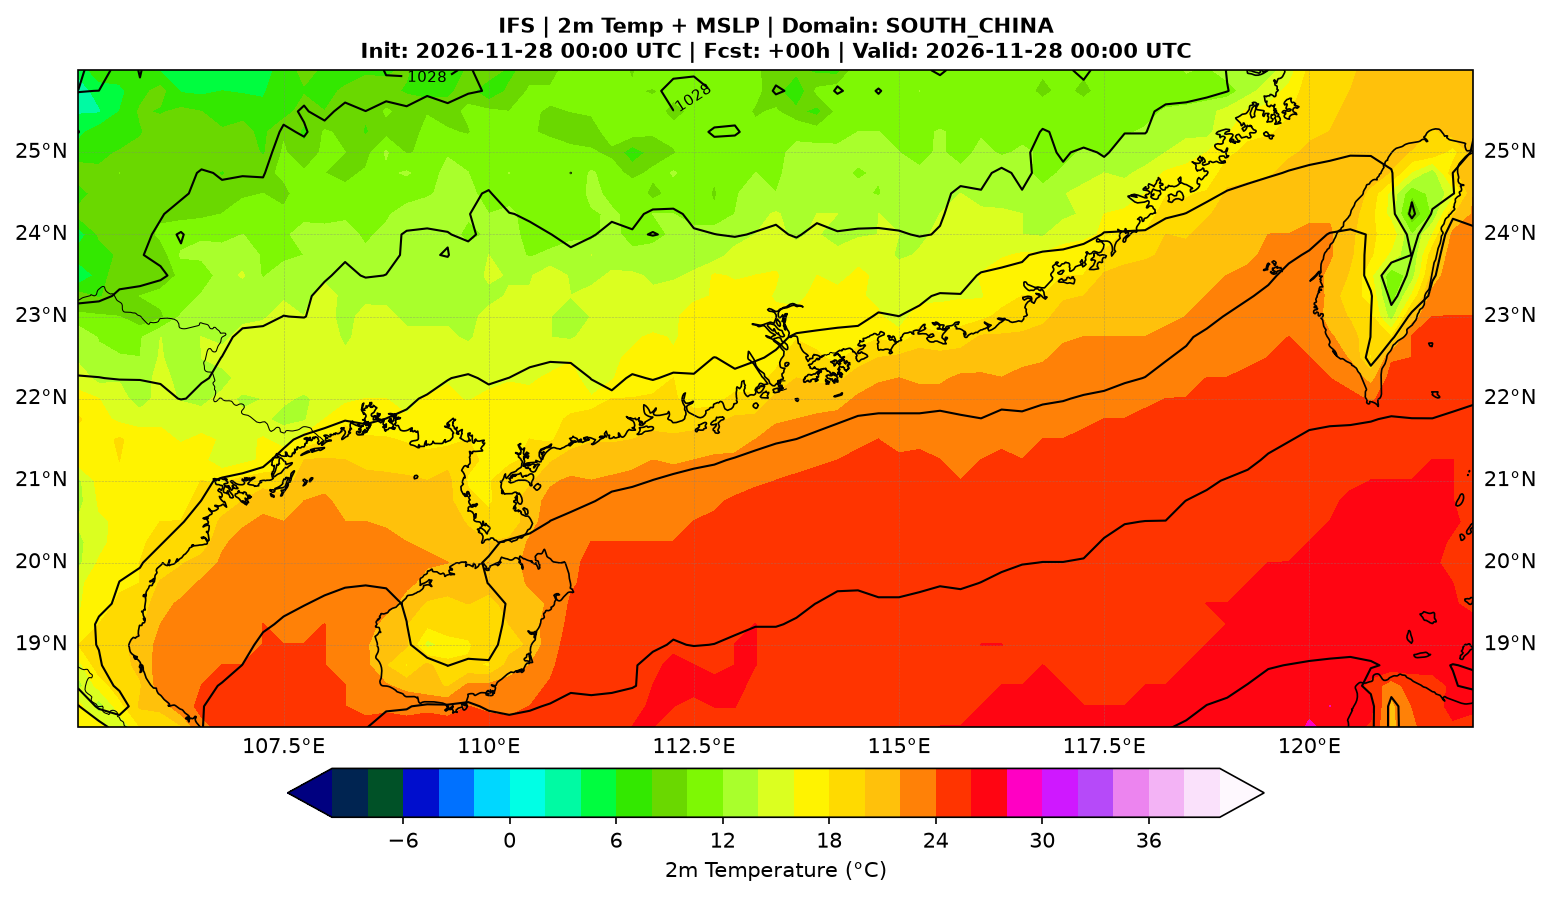 IFS | 2m Temp + MSLP | Domain: SOUTH_CHINA
Init: 2026-11-28 00:00 UTC | Fcst: +00h | Valid: 2026-11-28 00:00 UTC
1028
1028
25°N 25°N
24°N 24°N
23°N 23°N
22°N 22°N
21°N 21°N
20°N 20°N
19°N 19°N
107.5°E 110°E 112.5°E 115°E 117.5°E 120°E
−6 0 6 12 18 24 30 36
2m Temperature (°C)